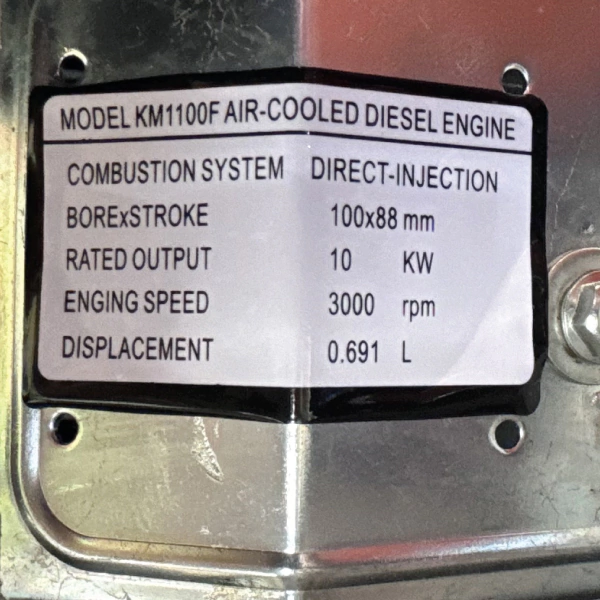 MODEL KM1100F AIR-COOLED DIESEL ENGINE
COMBUSTION SYSTEM DIRECT-INJECTION
BORExSTROKE 100x88 mm
RATED OUTPUT 10 KW
ENGING SPEED 3000 rpm
DISPLACEMENT 0.691 L